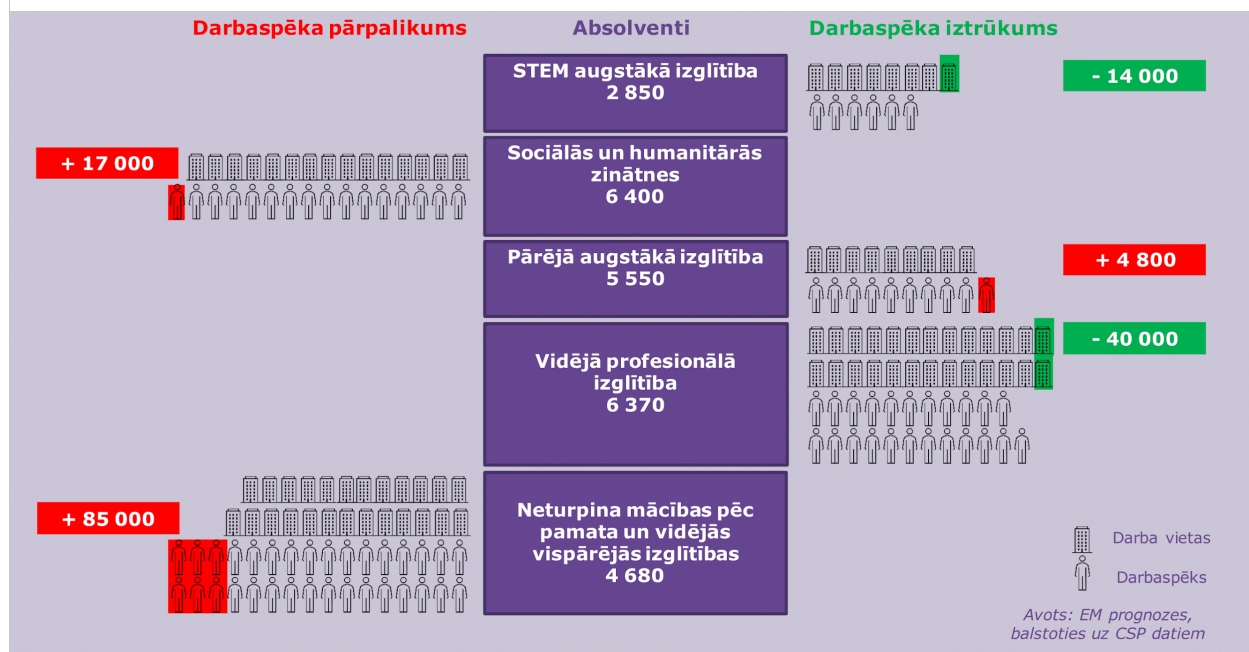 Darbaspēka pārpalikums
Absolventi
Darbaspēka iztrūkums
STEM augstākā izglītība
2 850
- 14 000
+ 17 000
Sociālās un humanitārās
zinātnes
6 400
Pārējā augstākā izglītība
5 550
+ 4 800
Vidējā profesionālā
izglītība
6 370
- 40 000
+ 85 000
Neturpina mācības pēc
pamata un vidējās
vispārējās izglītības
4 680
Darba vietas
Darbaspēks
Avots: EM prognozes,
balstoties uz CSP datiem